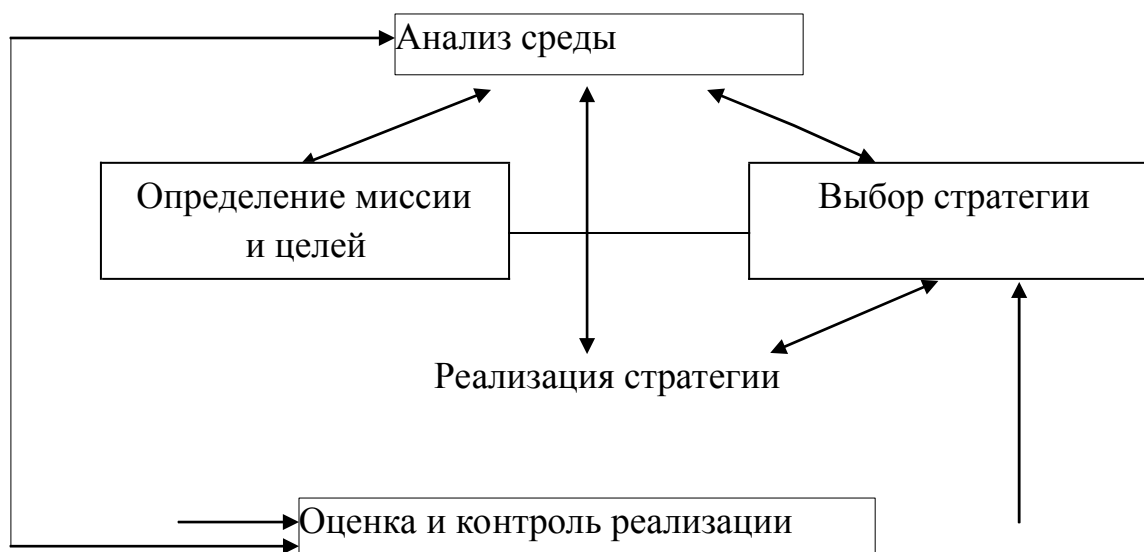 Анализ среды
Определение миссии
и целей
Выбор стратегии
Реализация стратегии
Оценка и контроль реализации